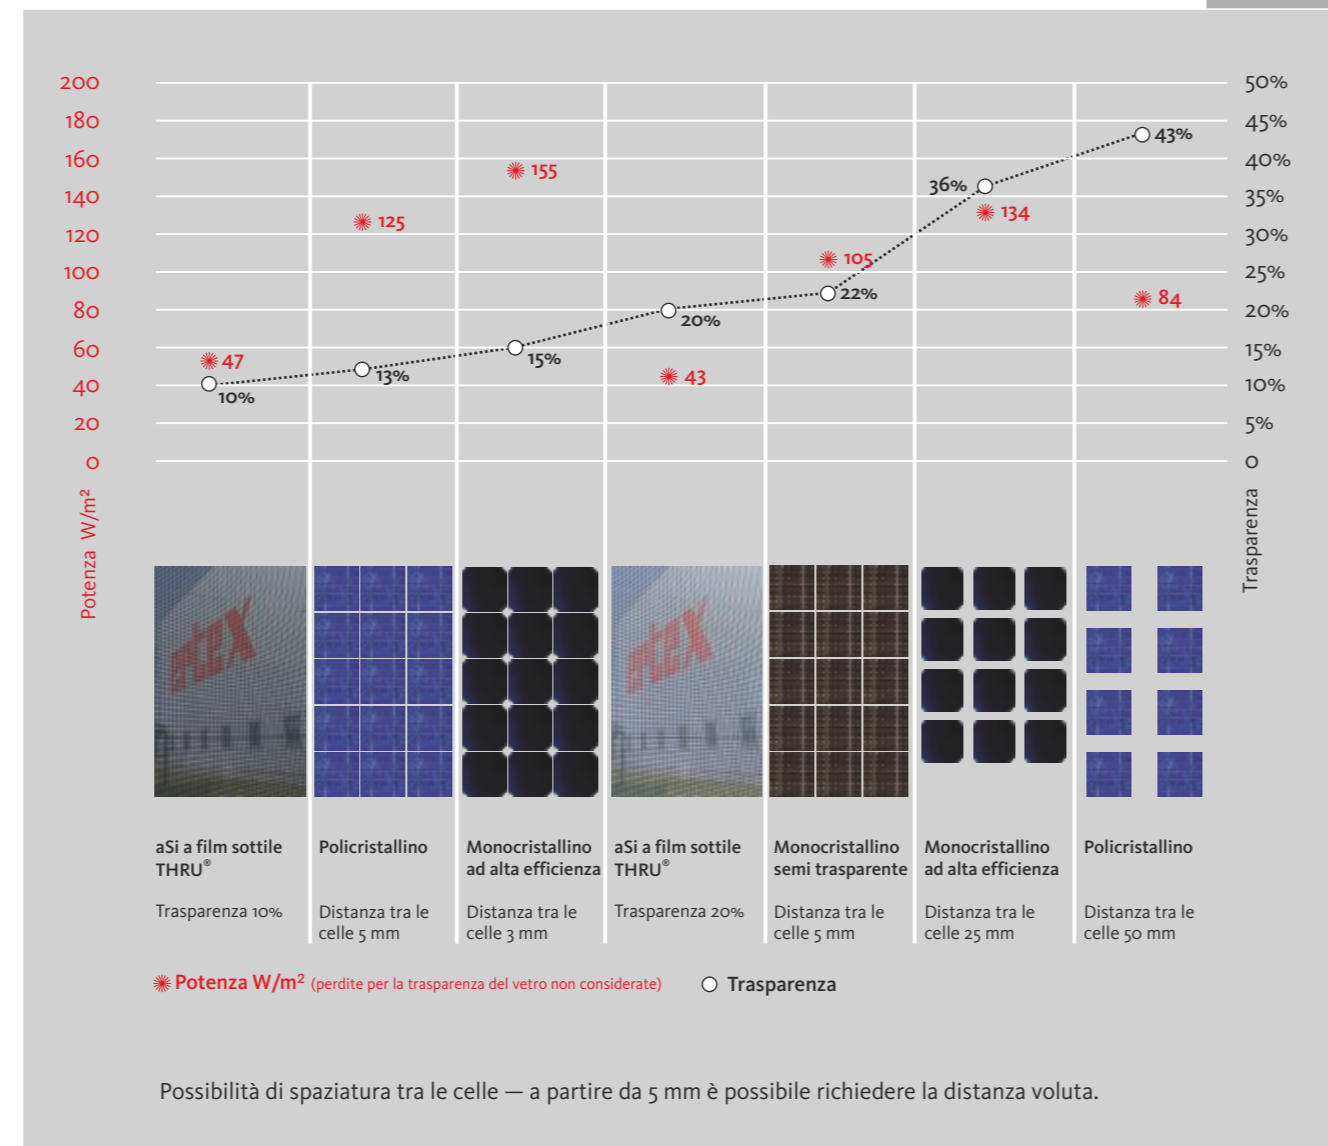 200
180
160
140
120
100
80
60
40
20
0
Potenza W/m²
50%
45%
40%
35%
30%
25%
20%
15%
10%
5%
0
Trasparenza
47
125
155
43
105
134
84
10%
13%
15%
20%
22%
36%
43%
rtex
rtex
aSi a film sottile
THRU®
Trasparenza 10%
Policristallino
Distanza tra le
celle 5 mm
Monocristallino
ad alta efficienza
Distanza tra le
celle 3 mm
aSi a film sottile
THRU®
Trasparenza 20%
Monocristallino
semi trasparente
Distanza tra le
celle 5 mm
Monocristallino
ad alta efficienza
Distanza tra le
celle 25 mm
Policristallino
Distanza tra le
celle 50 mm
Potenza W/m² (perdite per la trasparenza del vetro non considerate)
Trasparenza
Possibilità di spaziatura tra le celle — a partire da 5 mm è possibile richiedere la distanza voluta.